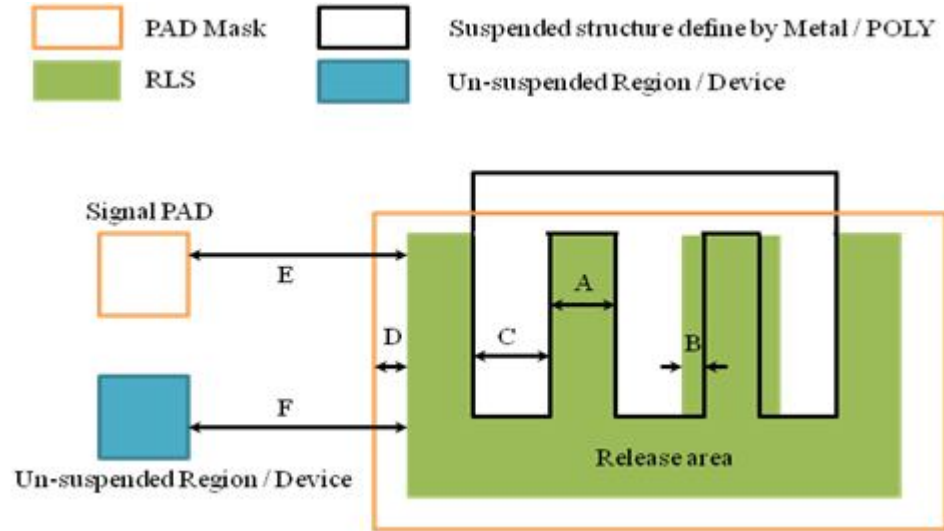 PAD Mask
Suspended structure define by Metal / POLY
RLS
Un-suspended Region / Device
Signal PAD
E
A
D
C
B
F
Release area
Un-suspended Region / Device